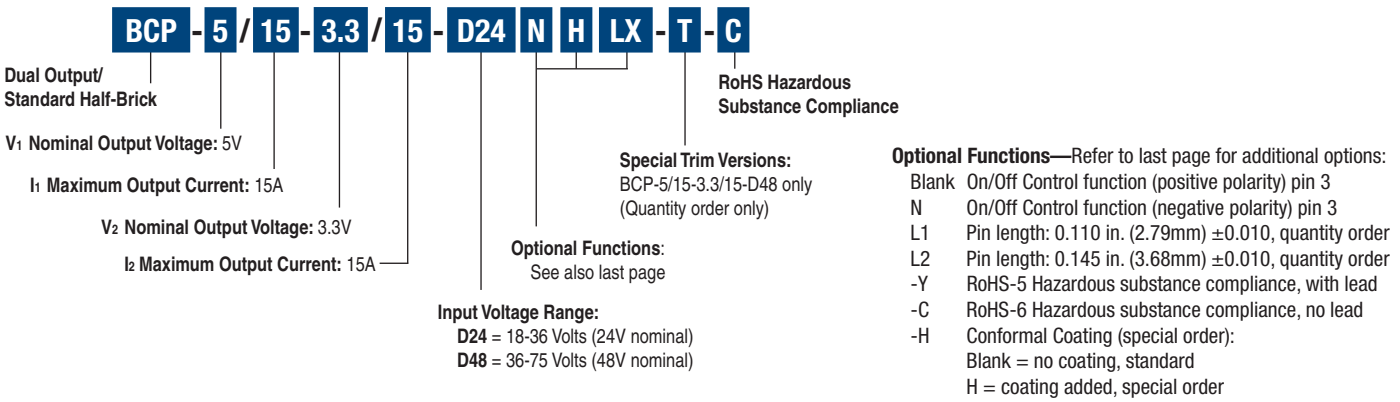 BCP - 5 / 15 - 3.3 / 15 - D24 N H LX - T - C
Dual Output/
Standard Half-Brick
V1 Nominal Output Voltage: 5V
I1 Maximum Output Current: 15A
V2 Nominal Output Voltage: 3.3V
I2 Maximum Output Current: 15A
Input Voltage Range:
D24 = 18-36 Volts (24V nominal)
D48 = 36-75 Volts (48V nominal)
Optional Functions:
See also last page
Special Trim Versions:
BCP-5/15-3.3/15-D48 only
(Quantity order only)
RoHS Hazardous
Substance Compliance
Optional Functions—Refer to last page for additional options:
Blank On/Off Control function (positive polarity) pin 3
N On/Off Control function (negative polarity) pin 3
L1 Pin length: 0.110 in. (2.79mm) ±0.010, quantity order
L2 Pin length: 0.145 in. (3.68mm) ±0.010, quantity order
-Y RoHS-5 Hazardous substance compliance, with lead
-C RoHS-6 Hazardous substance compliance, no lead
-H Conformal Coating (special order):
Blank = no coating, standard
H = coating added, special order